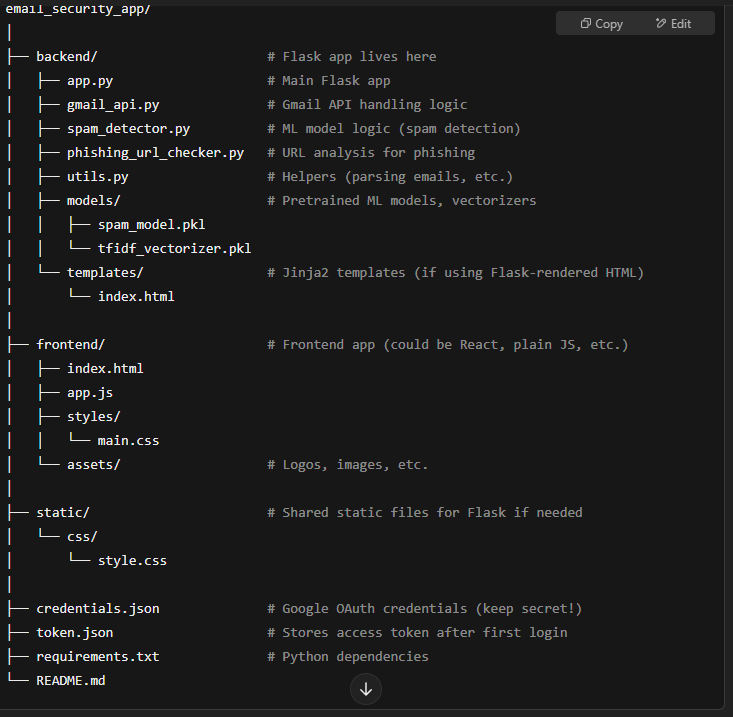 email_security_app/
Copy Edit
│
├── backend/ # Flask app lives here
│ ├── app.py # Main Flask app
│ ├── gmail_api.py # Gmail API handling logic
│ ├── spam_detector.py # ML model logic (spam detection)
│ ├── phishing_url_checker.py # URL analysis for phishing
│ ├── utils.py # Helpers (parsing emails, etc.)
│ ├── models/ # Pretrained ML models, vectorizers
│ │ ├── spam_model.pkl
│ │ └── tfidf_vectorizer.pkl
│ └── templates/ # Jinja2 templates (if using Flask-rendered HTML)
│ └── index.html
│
├── frontend/ # Frontend app (could be React, plain JS, etc.)
│ ├── index.html
│ ├── app.js
│ ├── styles/
│ │ └── main.css
│ └── assets/ # Logos, images, etc.
│
├── static/ # Shared static files for Flask if needed
│ └── css/
│ └── style.css
│
├── credentials.json # Google OAuth credentials (keep secret!)
├── token.json # Stores access token after first login
├── requirements.txt # Python dependencies
└── README.md